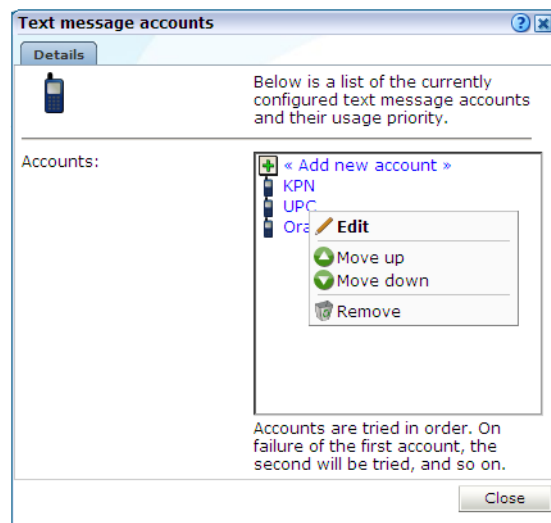 Text message accounts
Details
Below is a list of the currently
configured text message accounts
and their usage priority.
Accounts:
« Add new account »
KPN
UPC
Edit
Move up
Move down
Remove
Accounts are tried in order. On
failure of the first account, the
second will be tried, and so on.
Close